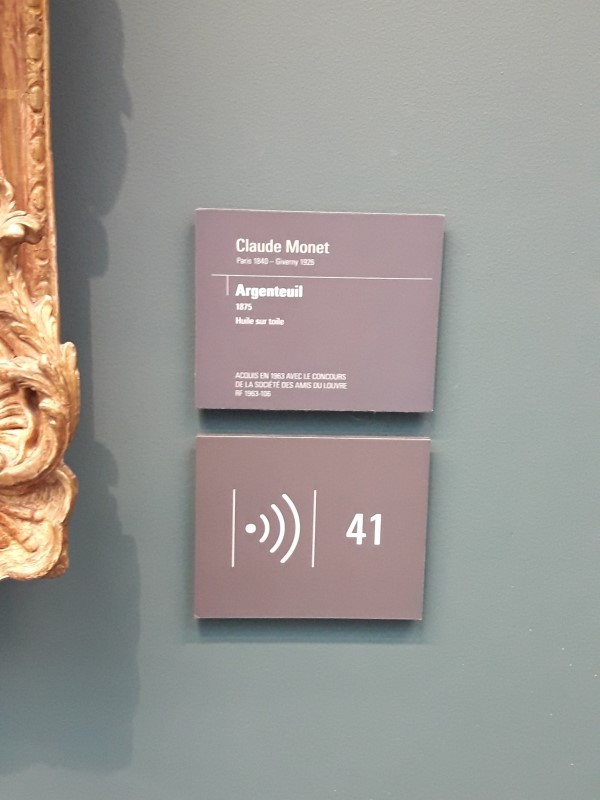 Claude Monet
Paris 1840 – Giverny 1926
Argenteuil
1875
Huile sur toile
ACQUIS EN 1963 AVEC LE CONCOURS
DE LA SOCIÉTÉ DES AMIS DU LOUVRE
RF 1963-106
41